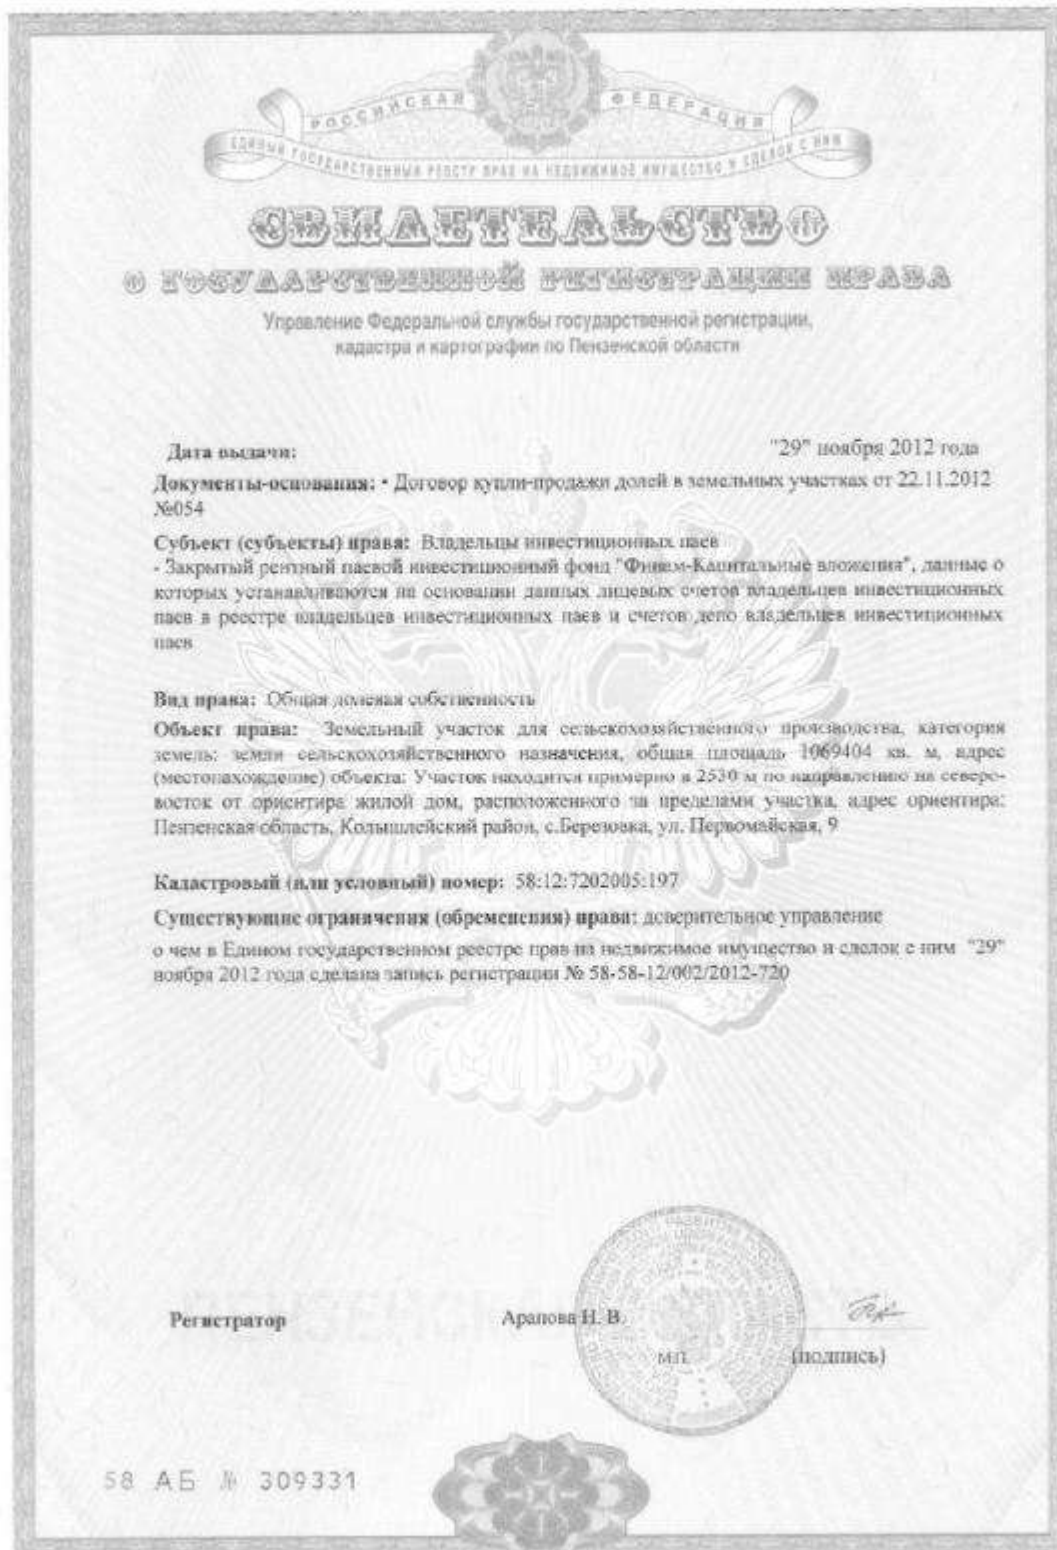 РОССИЙСКАЯ ФЕДЕРАЦИЯ
ЕДИНЫЙ ГОСУДАРСТВЕННЫЙ РЕЕСТР ПРАВ НА НЕДВИЖИМОЕ ИМУЩЕСТВО И СДЕЛОК С НИМ
СВИДЕТЕЛЬСТВО
О ГОСУДАРСТВЕННОЙ РЕГИСТРАЦИИ ПРАВА
Управление Федеральной службы государственной регистрации,
кадастра и картографии по Пензенской области
Дата выдачи: "29" ноября 2012 года
Документы-основания: • Договор купли-продажи долей в земельных участках от 22.11.2012
№054
Субъект (субъекты) права: Владельцы инвестиционных паев
- Закрытый рентный паевой инвестиционный фонд "Финам-Капитальные вложения", данные о
которых устанавливаются на основании данных лицевых счетов владельцев инвестиционных
паев в реестре владельцев инвестиционных паев и счетов депо владельцев инвестиционных
паев
Вид права: Общая долевая собственность
Объект права: Земельный участок для сельскохозяйственного производства, категория
земель: земли сельскохозяйственного назначения, общая площадь 1069404 кв. м, адрес
(местонахождение) объекта: Участок находится примерно в 2530 м по направлению на северо-
восток от ориентира жилой дом, расположенного за пределами участка, адрес ориентира:
Пензенская область, Колышлейский район, с.Березовка, ул. Первомайская, 9
Кадастровый (или условный) номер: 58:12:7202005:197
Существующие ограничения (обременения) права: доверительное управление
о чем в Едином государственном реестре прав на недвижимое имущество и сделок с ним "29"
ноября 2012 года сделана запись регистрации № 58-58-12/002/2012-720
Регистратор Арапова Н. В.
М.П. (подпись)
58 АБ № 309331